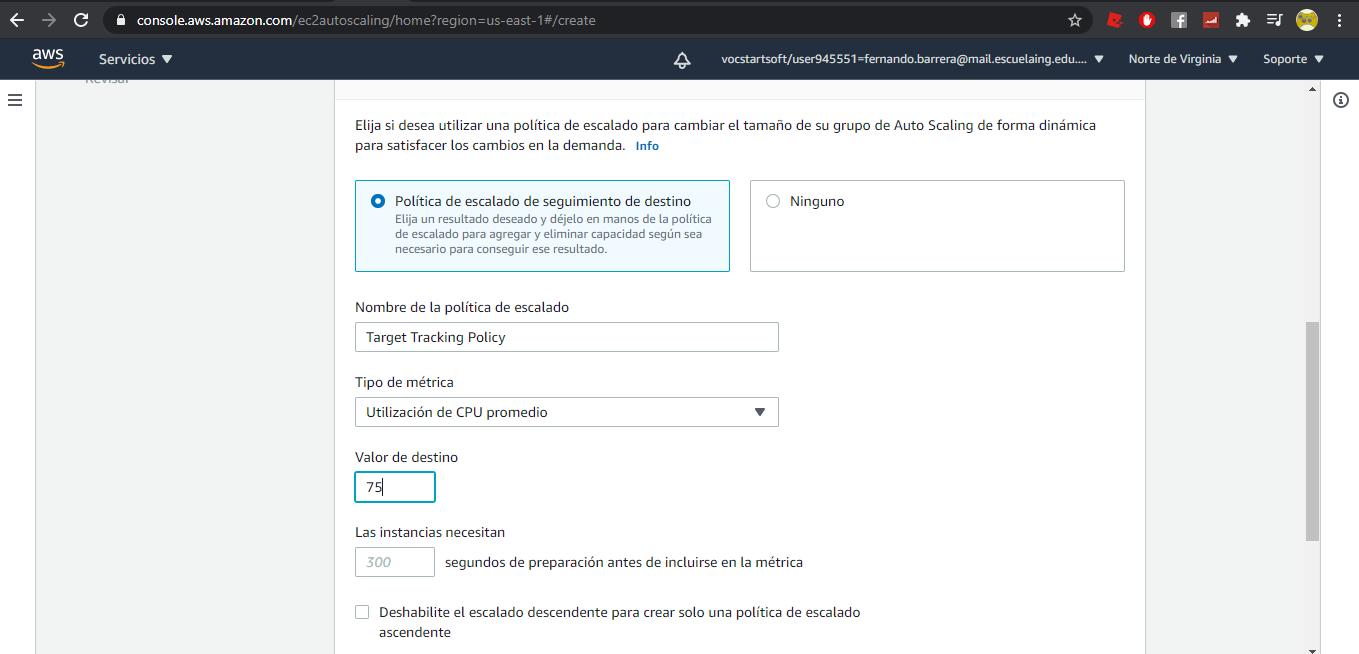 console.aws.amazon.com/ec2autoscaling/home?region=us-east-1#/create
aws
Servicios
vocstartsoft/user945551=fernando.barrera@mail.escuelaing.edu....
Norte de Virginia
Soporte
Revisar
Elija si desea utilizar una política de escalado para cambiar el tamaño de su grupo de Auto Scaling de forma dinámica
para satisfacer los cambios en la demanda. Info
Política de escalado de seguimiento de destino
Elija un resultado deseado y déjelo en manos de la política
de escalado para agregar y eliminar capacidad según sea
necesario para conseguir ese resultado.
Ninguno
Nombre de la política de escalado
Target Tracking Policy
Tipo de métrica
Utilización de CPU promedio
Valor de destino
75
Las instancias necesitan
300 segundos de preparación antes de incluirse en la métrica
Deshabilite el escalado descendente para crear solo una política de escalado
ascendente